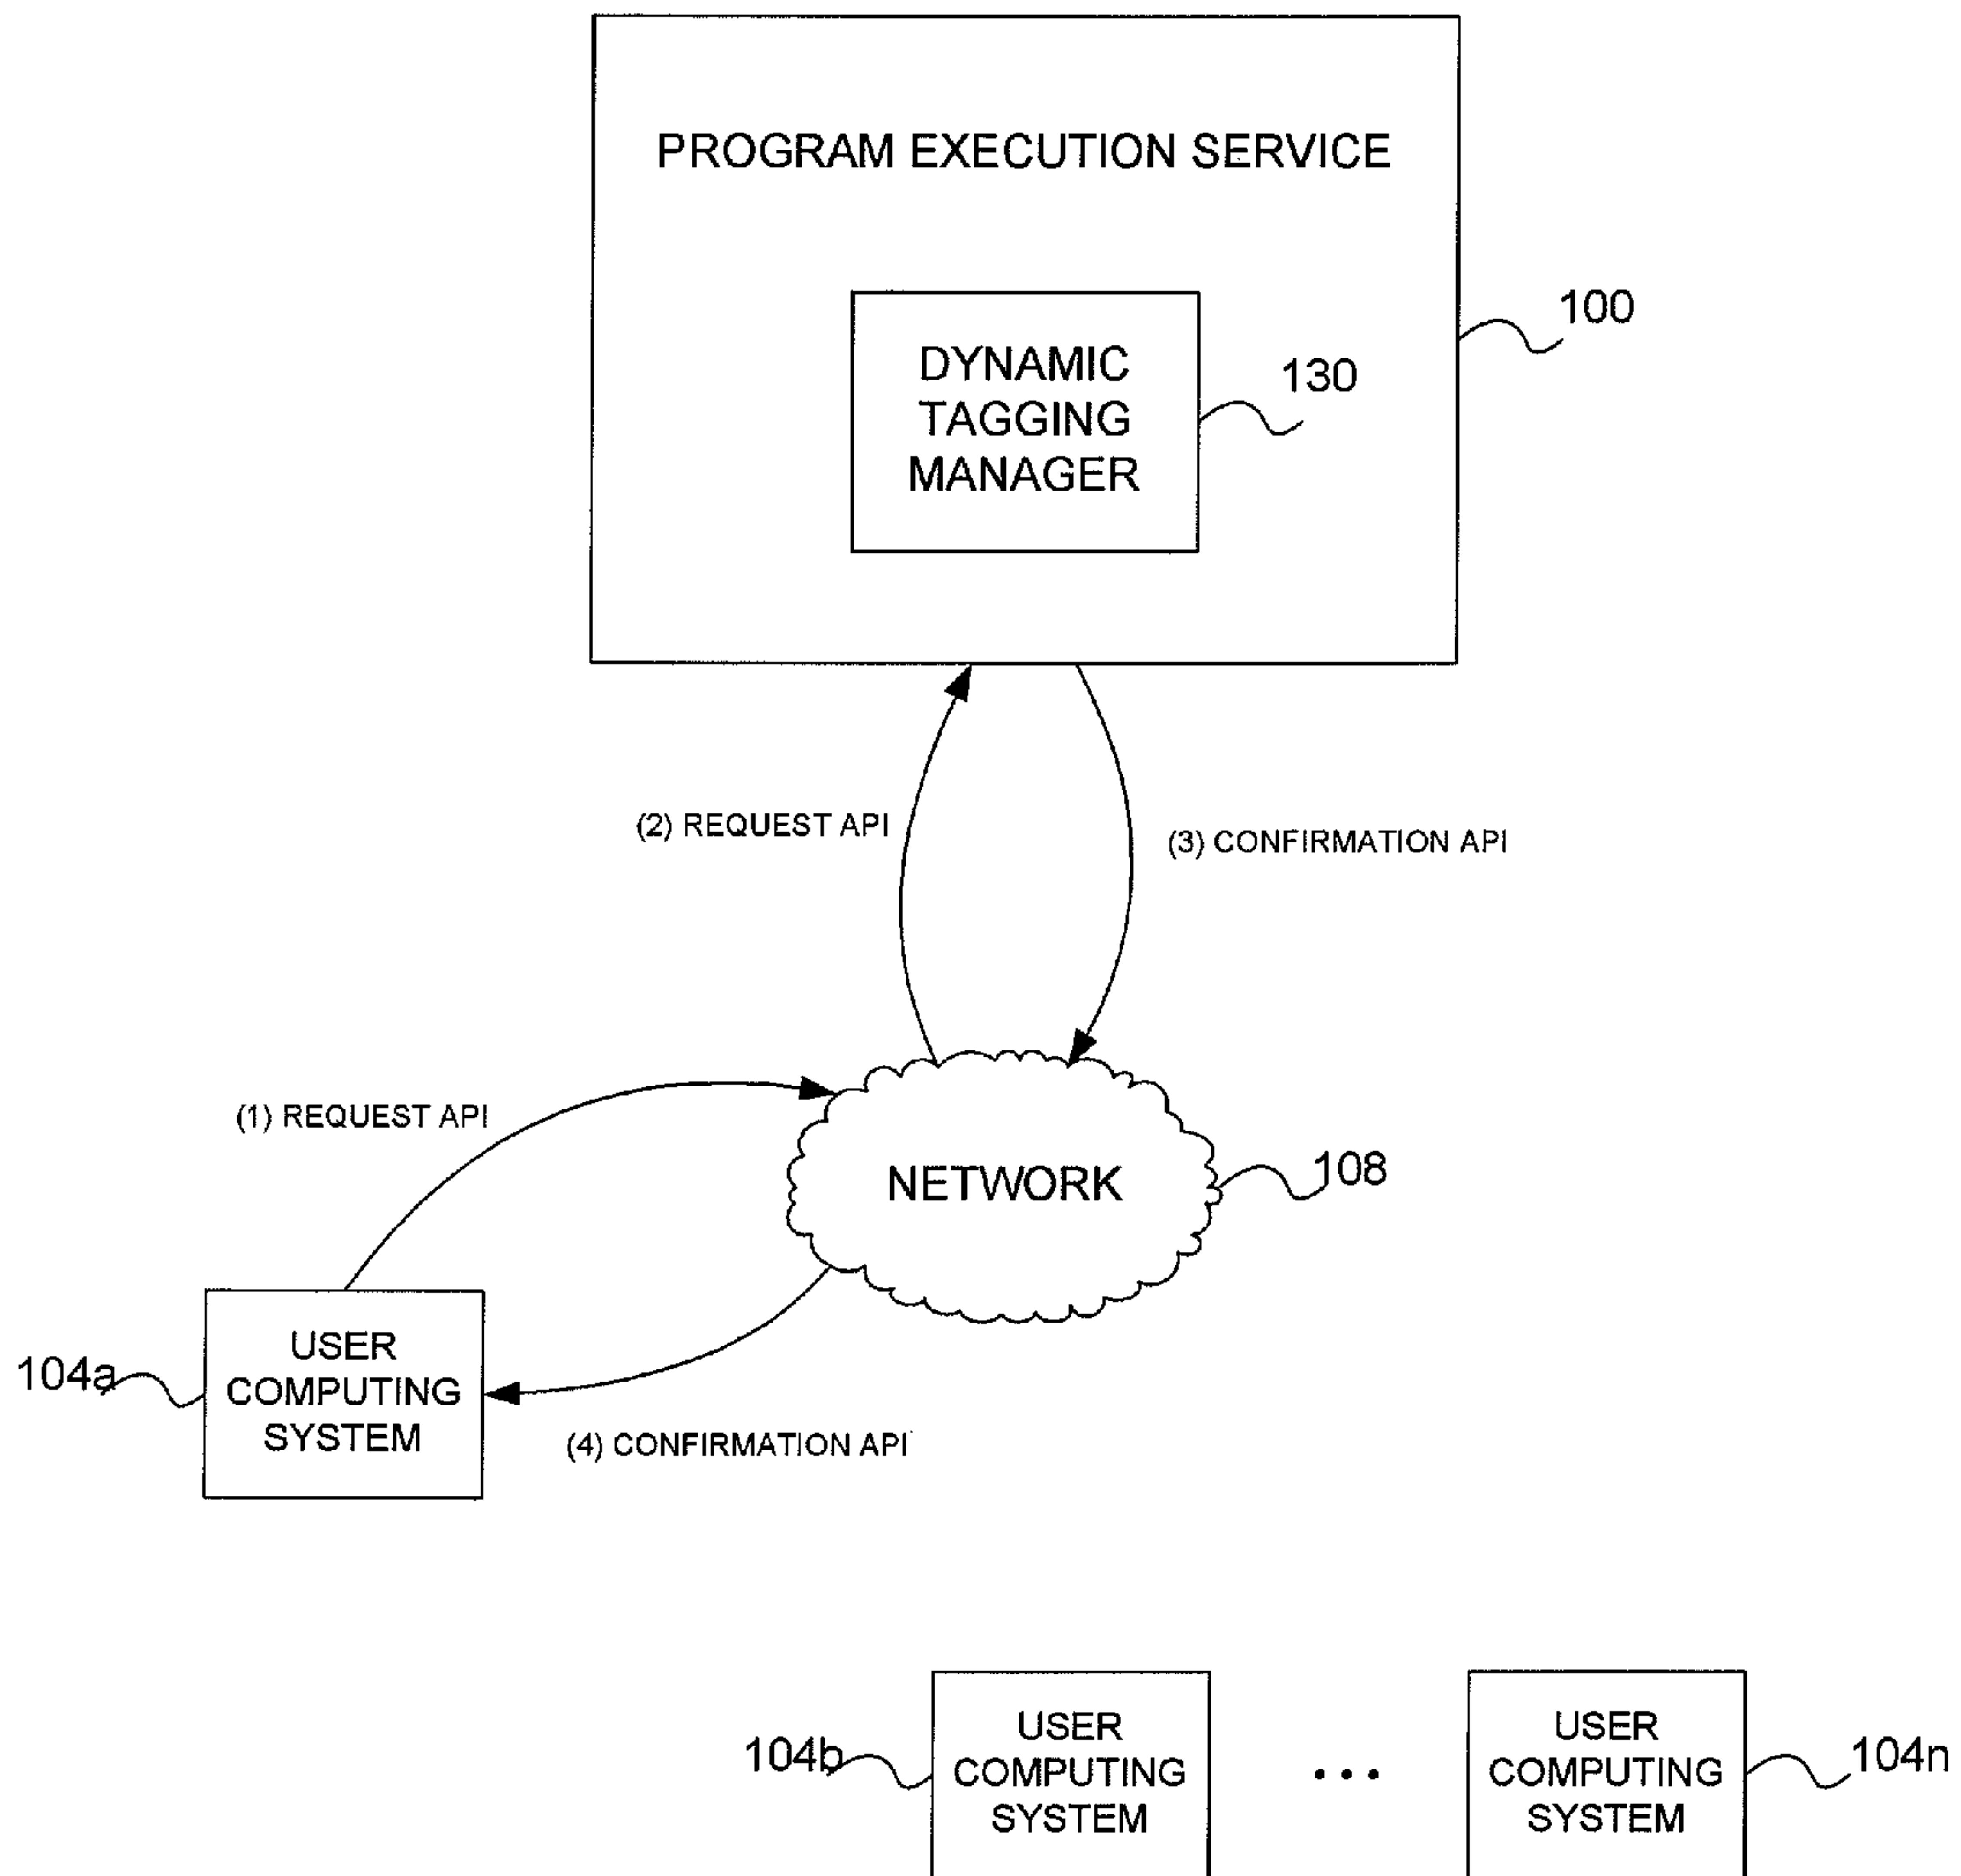 PROGRAM EXECUTION SERVICE
100
DYNAMIC
TAGGING
MANAGER
130
(2) REQUEST API
(3) CONFIRMATION API
(1) REQUEST API
NETWORK
108
104a
USER
COMPUTING
SYSTEM
(4) CONFIRMATION API
104b
USER
COMPUTING
SYSTEM
...
USER
COMPUTING
SYSTEM
104n